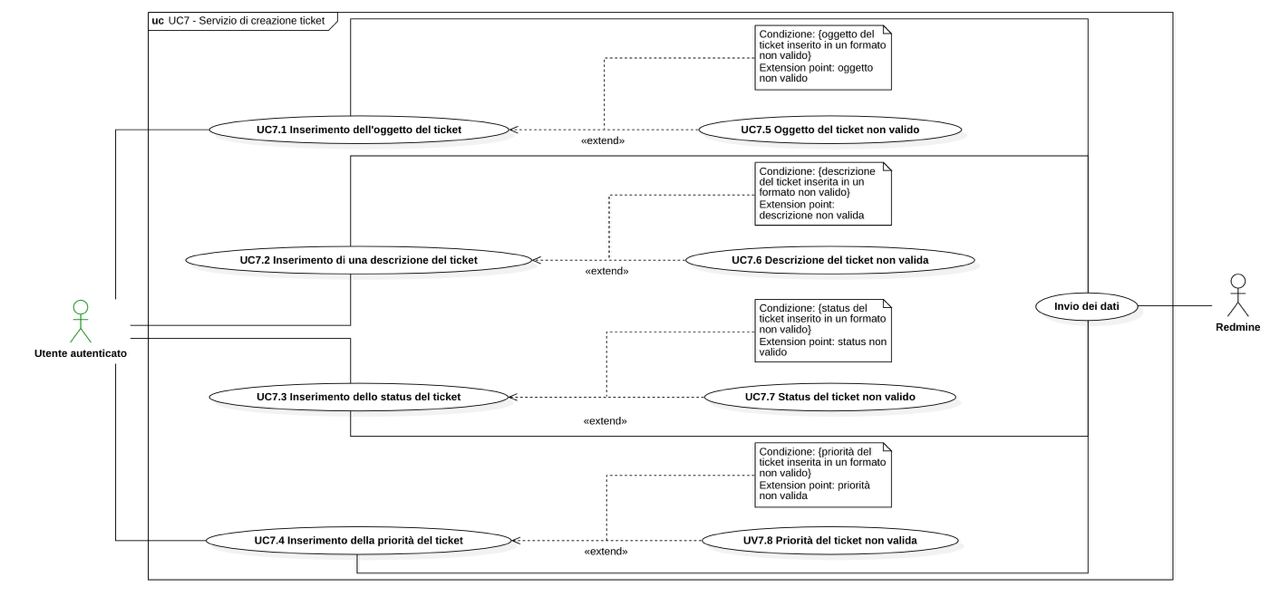 uc UC7 - Servizio di creazione ticket
Condizione: {oggetto del
ticket inserito in un formato
non valido}
Extension point: oggetto
non valido
UC7.1 Inserimento dell'oggetto del ticket
«extend»
UC7.5 Oggetto del ticket non valido
Condizione: {descrizione
del ticket inserita in un
formato non valido}
Extension point:
descrizione non valida
UC7.2 Inserimento di una descrizione del ticket
«extend»
UC7.6 Descrizione del ticket non valida
Invio dei dati
Redmine
Utente autenticato
Condizione: {status del
ticket inserito in un formato
non valido}
Extension point: status non
valido
UC7.3 Inserimento dello status del ticket
«extend»
UC7.7 Status del ticket non valido
Condizione: {priorità del
ticket inserita in un formato
non valido}
Extension point: priorità
non valida
UC7.4 Inserimento della priorità del ticket
«extend»
UV7.8 Priorità del ticket non valida